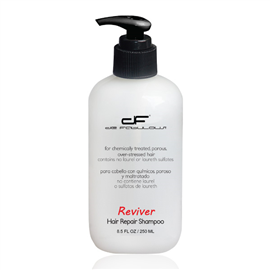 dF
de Fabulous
for chemically treated, porous,
over-stressed hair
contains no laurel or laureth sulfates
para cabello con químicos, porosa
y maltratado
no contiene laurel
o sulfatos de laureth
Reviver
Hair Repair Shampoo
8.5 FL OZ / 250 ML